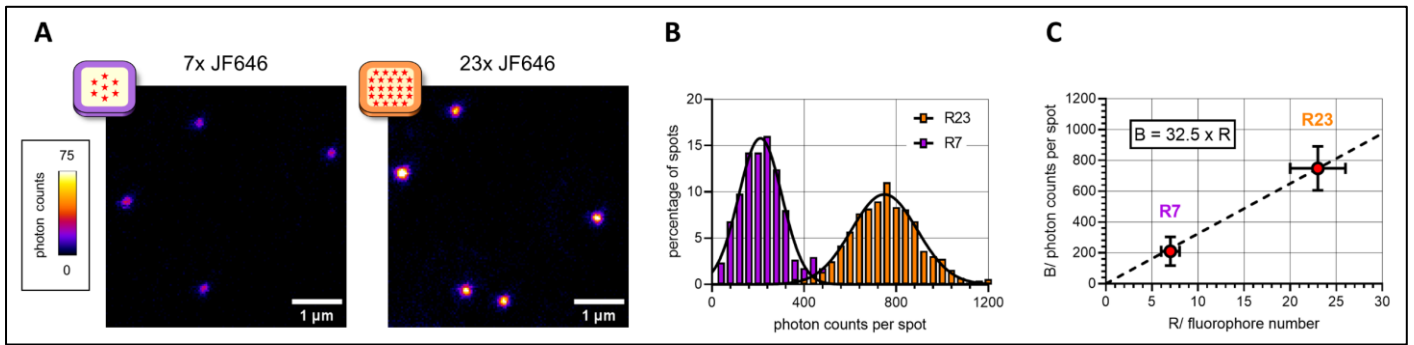 A
7x JF646
23x JF646
75
photon counts
0
1 µm
1 µm
B
20
15
10
5
0
percentage of spots
R23
R7
0
400
800
1200
photon counts per spot
C
1200
1000
800
600
400
200
0
B/ photon counts per spot
B = 32.5 x R
R23
R7
0
5
10
15
20
25
30
R/ fluorophore number